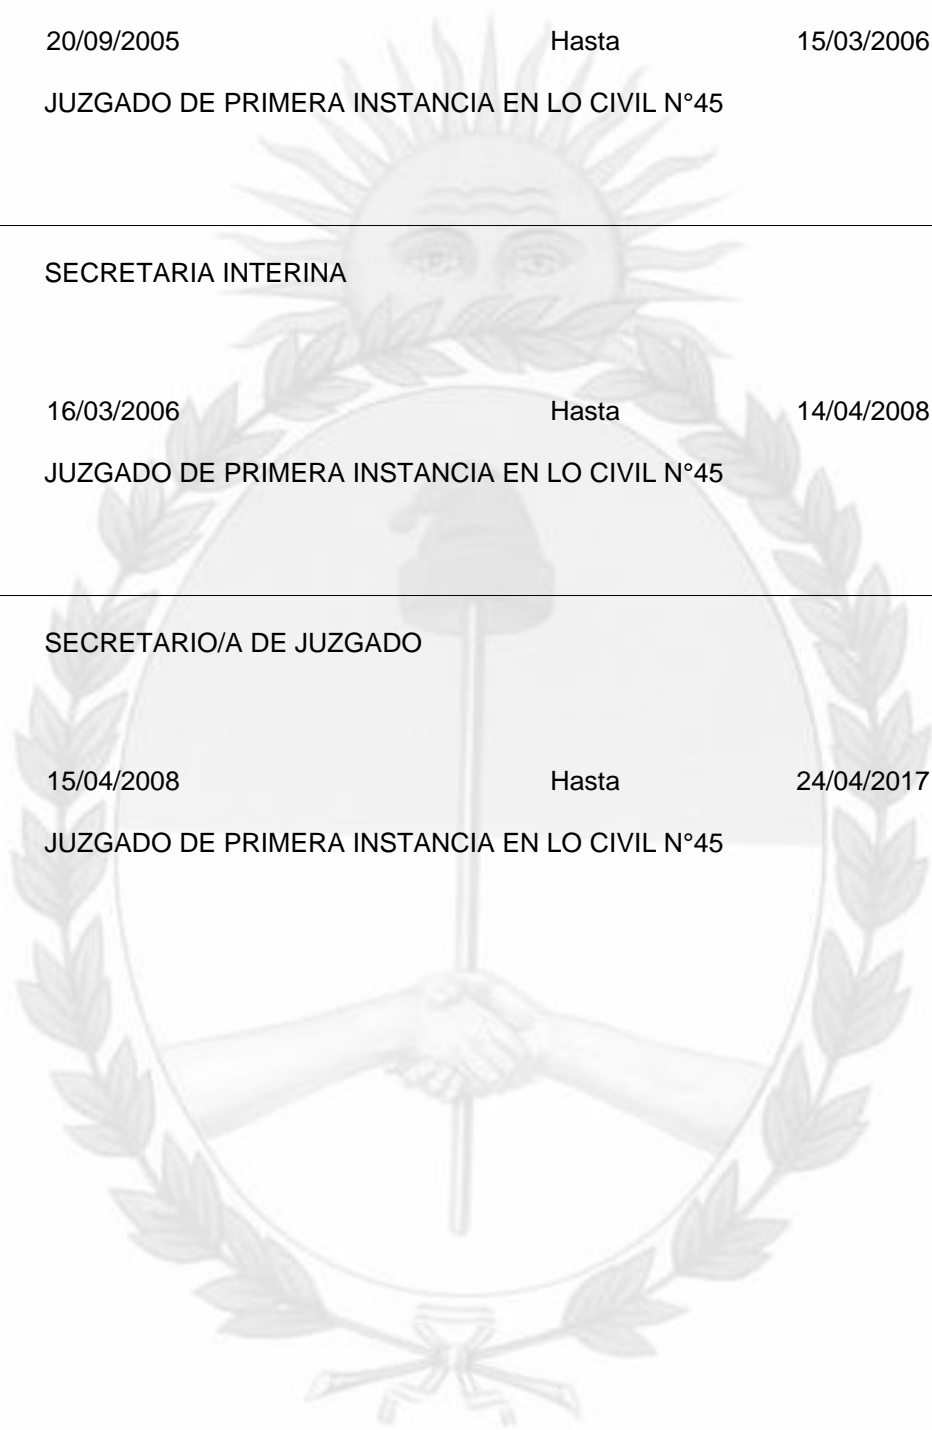 20/09/2005 Hasta 15/03/2006
JUZGADO DE PRIMERA INSTANCIA EN LO CIVIL N°45
SECRETARIA INTERINA
16/03/2006 Hasta 14/04/2008
JUZGADO DE PRIMERA INSTANCIA EN LO CIVIL N°45
SECRETARIO/A DE JUZGADO
15/04/2008 Hasta 24/04/2017
JUZGADO DE PRIMERA INSTANCIA EN LO CIVIL N°45